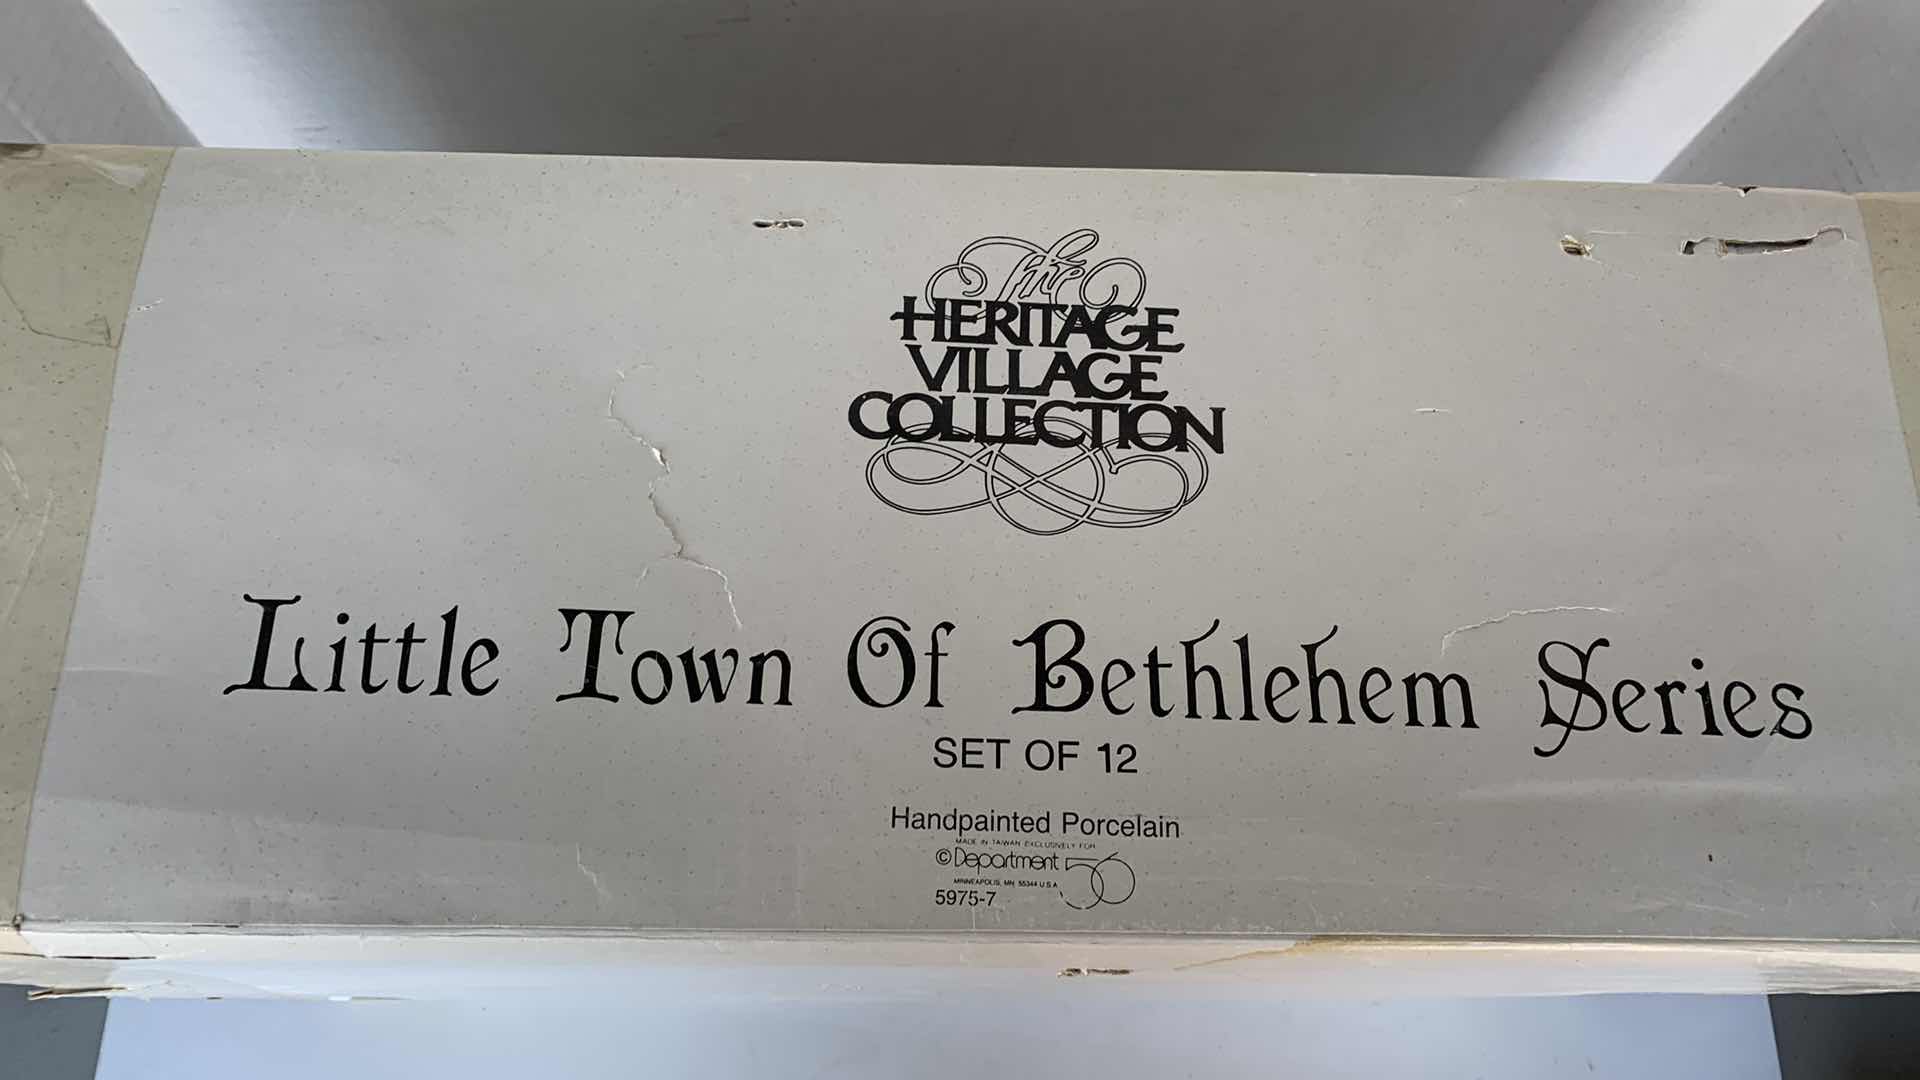 The
HERITAGE
VILLAGE
COLLECTION
Little Town Of Bethlehem Series
SET OF 12
Handpainted Porcelain
MADE IN TAIWAN EXCLUSIVELY FOR
© Department 56
MINNEAPOLIS, MN 55344 U.S.A.
5975-7